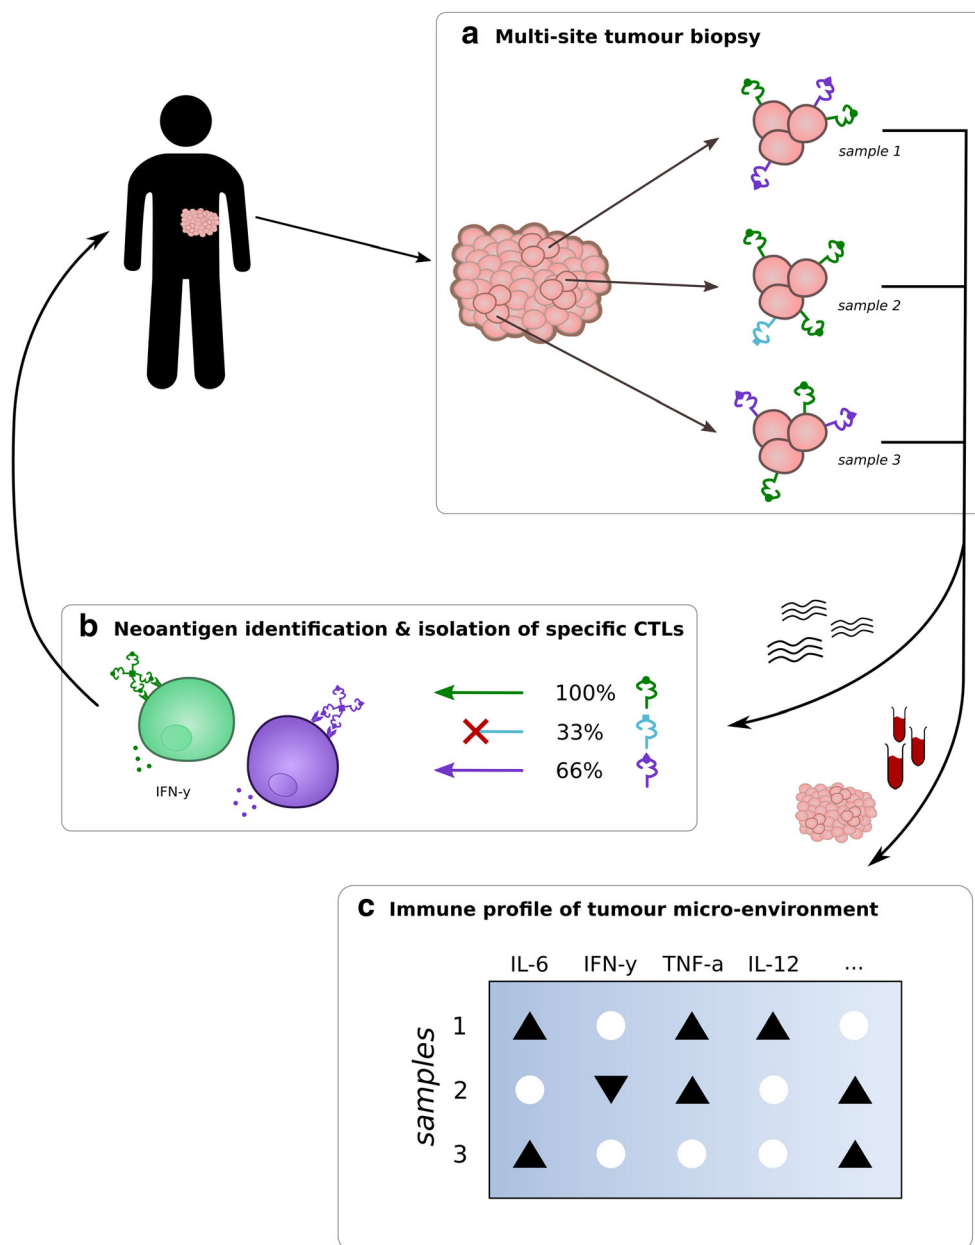 a Multi-site tumour biopsy
sample 1
sample 2
sample 3
b Neoantigen identification & isolation of specific CTLs
100%
33%
66%
IFN-y
c Immune profile of tumour micro-environment
IL-6 IFN-y TNF-a IL-12 ...
samples
1
2
3